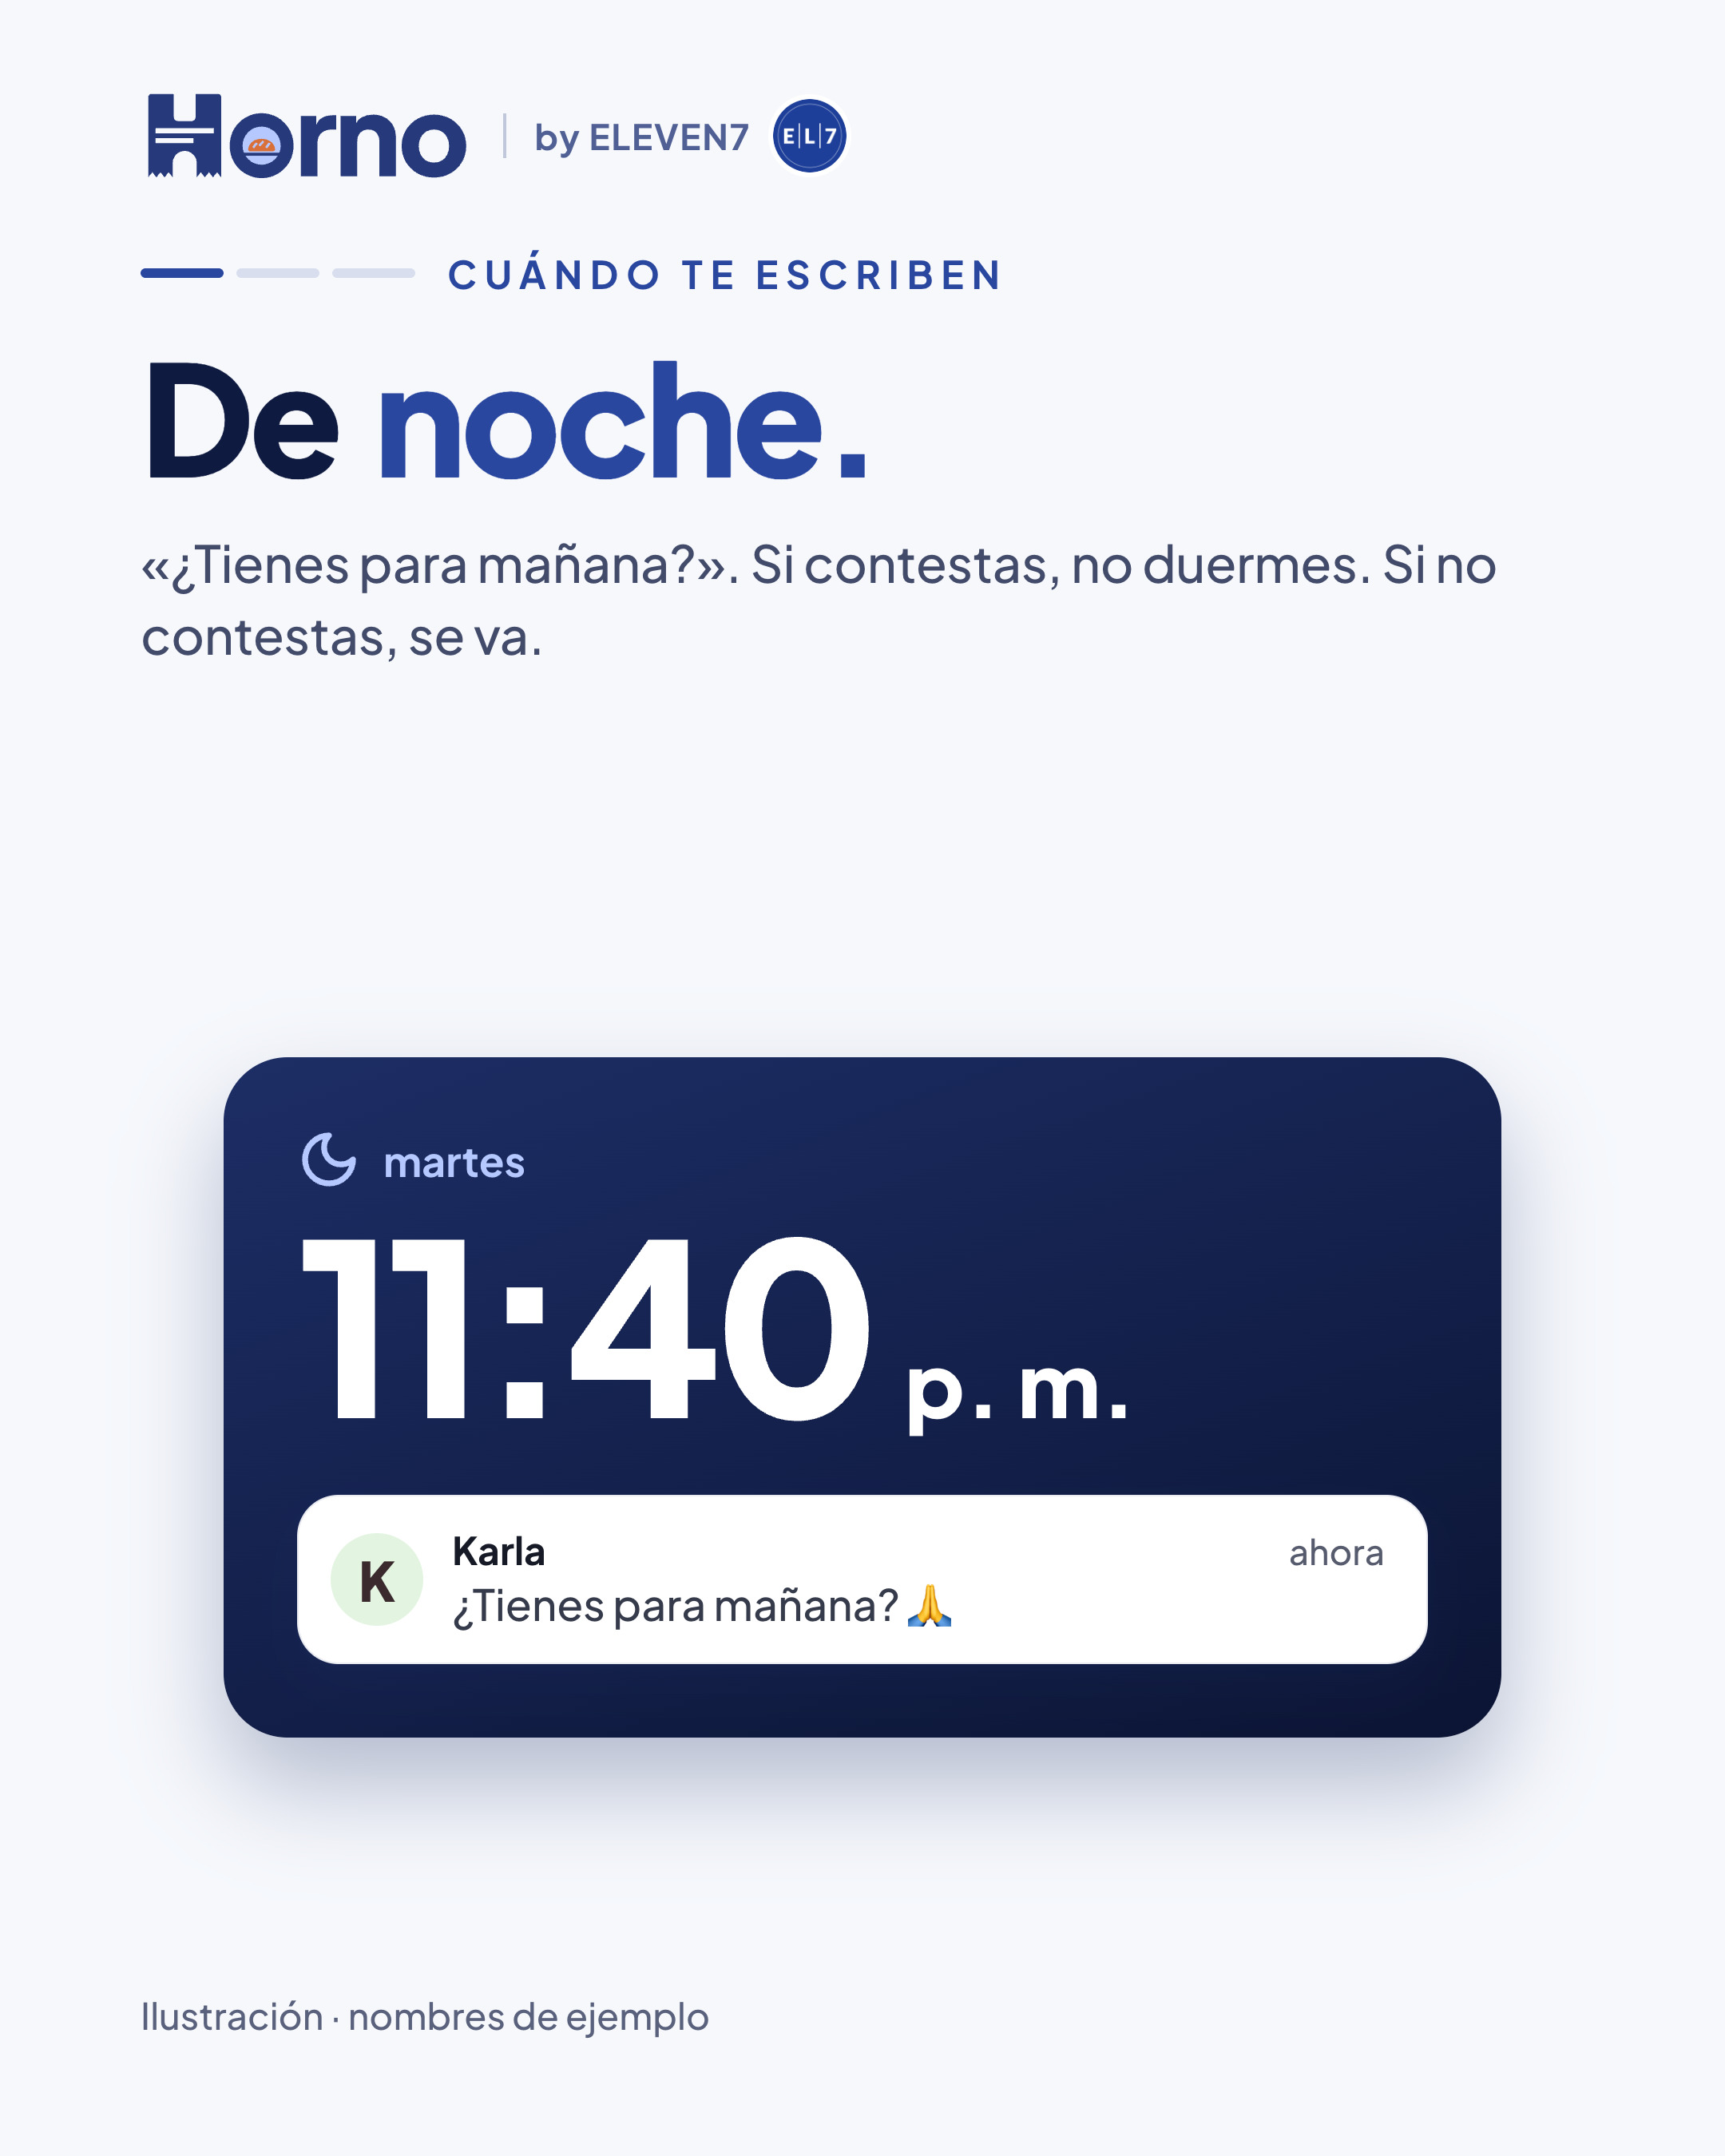 Horno
by ELEVEN7
E|L|7
CUÁNDO TE ESCRIBEN
De noche.
«¿Tienes para mañana?». Si contestas, no duermes. Si no
contestas, se va.
martes
11:40 p. m.
K
Karla
ahora
¿Tienes para mañana? 🙏
Ilustración · nombres de ejemplo